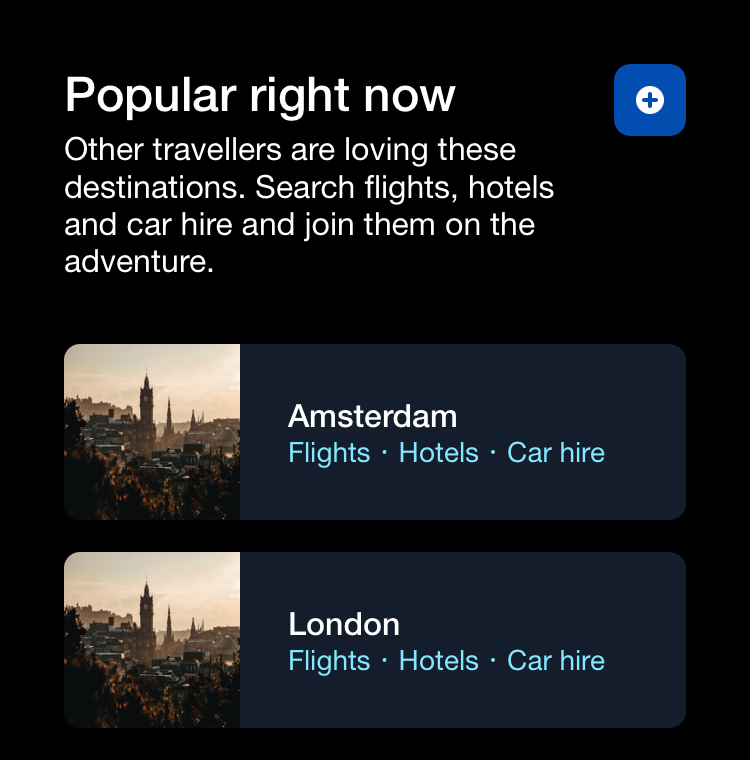 Popular right now
Other travellers are loving these
destinations. Search flights, hotels
and car hire and join them on the
adventure.
Amsterdam
Flights · Hotels · Car hire
London
Flights · Hotels · Car hire